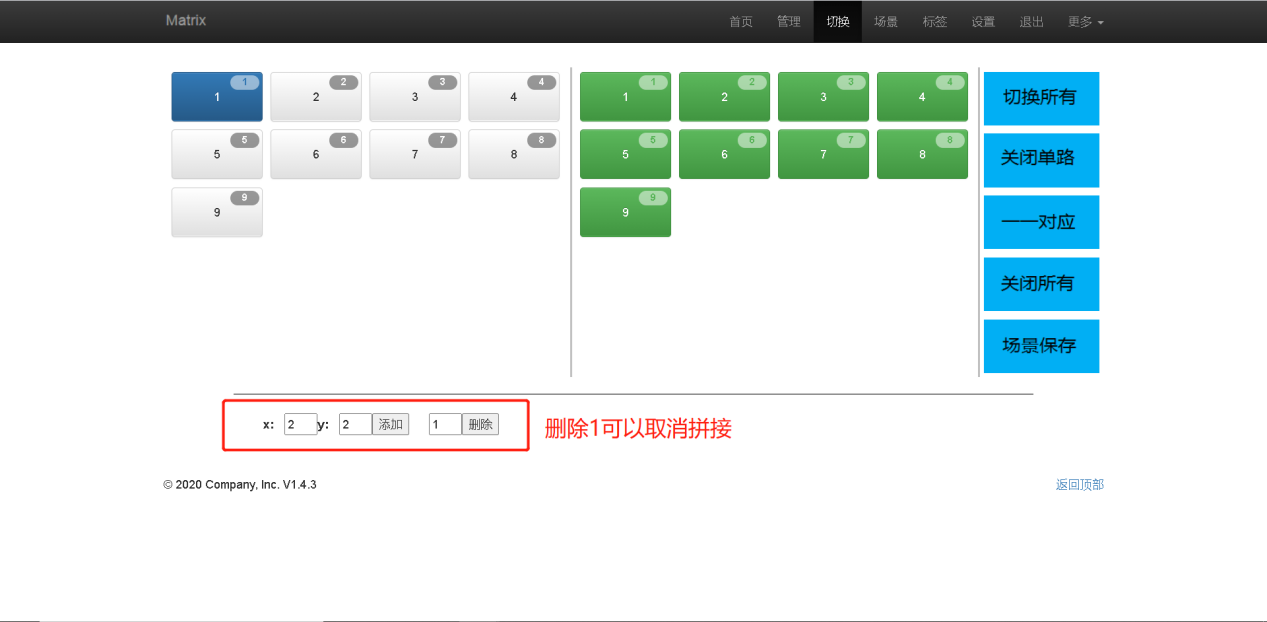 Matrix 首页 管理 切换 场景 标签 设置 退出 更多
1 1 2 2 3 3 4 4
5 5 6 6 7 7 8 8
9 9
1 1 2 2 3 3 4 4
5 5 6 6 7 7 8 8
9 9
切换所有
关闭单路
一一对应
关闭所有
场景保存
x: 2 y: 2 添加 1 删除 删除1可以取消拼接
© 2020 Company, Inc. V1.4.3 返回顶部